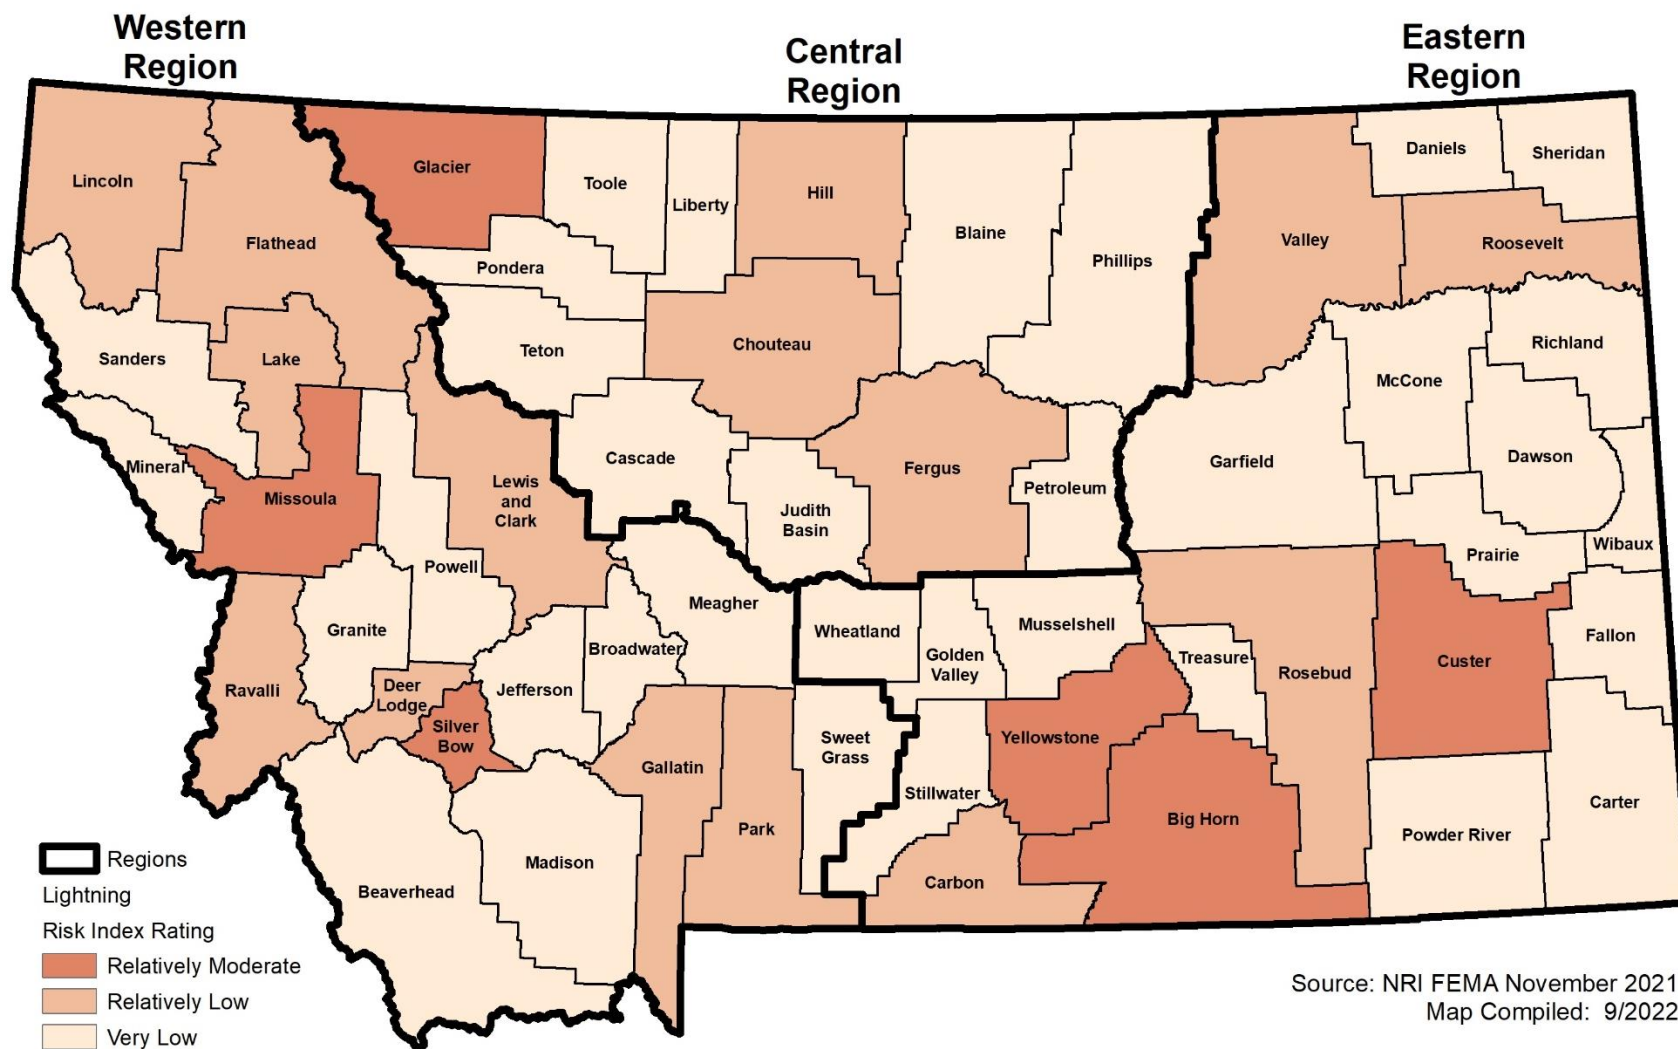 Western
Region
Central
Region
Eastern
Region
Lincoln
Flathead
Glacier
Toole
Liberty
Hill
Blaine
Phillips
Valley
Daniels
Sheridan
Roosevelt
Pondera
Teton
Chouteau
Sanders
Lake
Richland
McCone
Mineral
Missoula
Lewis
and
Clark
Cascade
Judith
Basin
Fergus
Petroleum
Garfield
Dawson
Prairie
Wibaux
Powell
Granite
Meagher
Wheatland
Golden
Valley
Musselshell
Treasure
Rosebud
Custer
Fallon
Ravalli
Deer
Lodge
Silver
Bow
Jefferson
Broadwater
Gallatin
Park
Sweet
Grass
Stillwater
Yellowstone
Big Horn
Carbon
Powder River
Carter
Beaverhead
Madison
Regions
Lightning
Risk Index Rating
Relatively Moderate
Relatively Low
Very Low
Source: NRI FEMA November 2021
Map Compiled: 9/2022